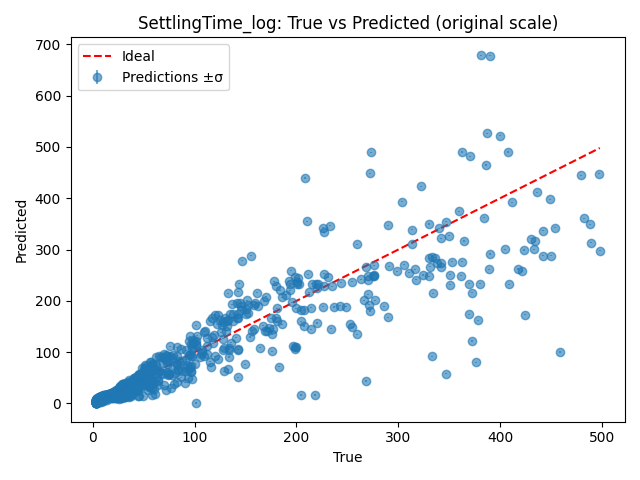 SettlingTime_log: True vs Predicted (original scale)
Ideal
Predictions ±σ
Predicted
700
600
500
400
300
200
100
0
0 100 200 300 400 500
True